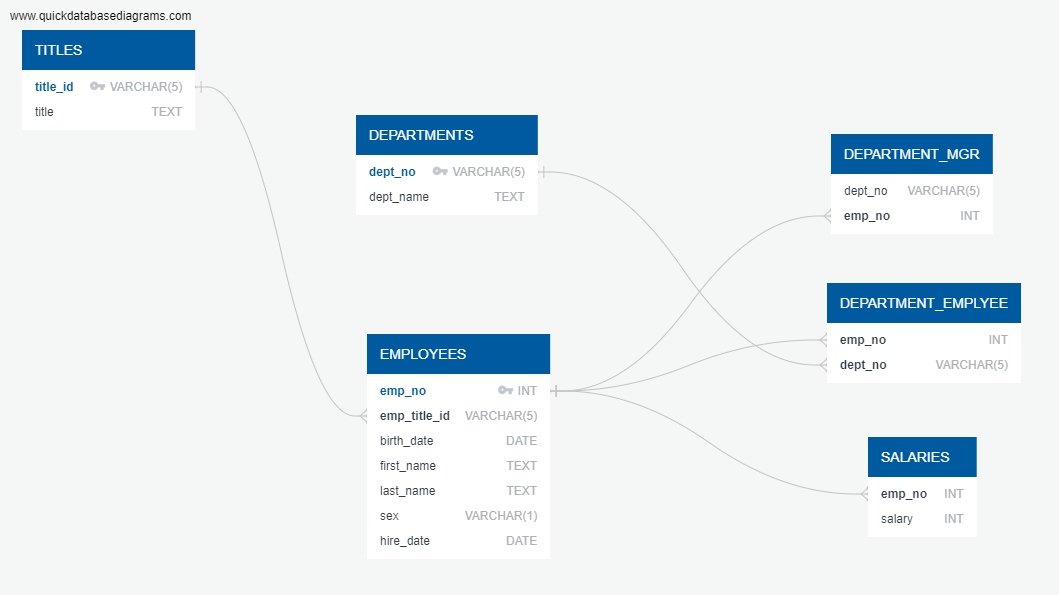 www.quickdatabasediagrams.com
TITLES
title_id VARCHAR(5)
title TEXT
DEPARTMENTS
dept_no VARCHAR(5)
dept_name TEXT
EMPLOYEES
emp_no INT
emp_title_id VARCHAR(5)
birth_date DATE
first_name TEXT
last_name TEXT
sex VARCHAR(1)
hire_date DATE
DEPARTMENT_MGR
dept_no VARCHAR(5)
emp_no INT
DEPARTMENT_EMPLYEE
emp_no INT
dept_no VARCHAR(5)
SALARIES
emp_no INT
salary INT